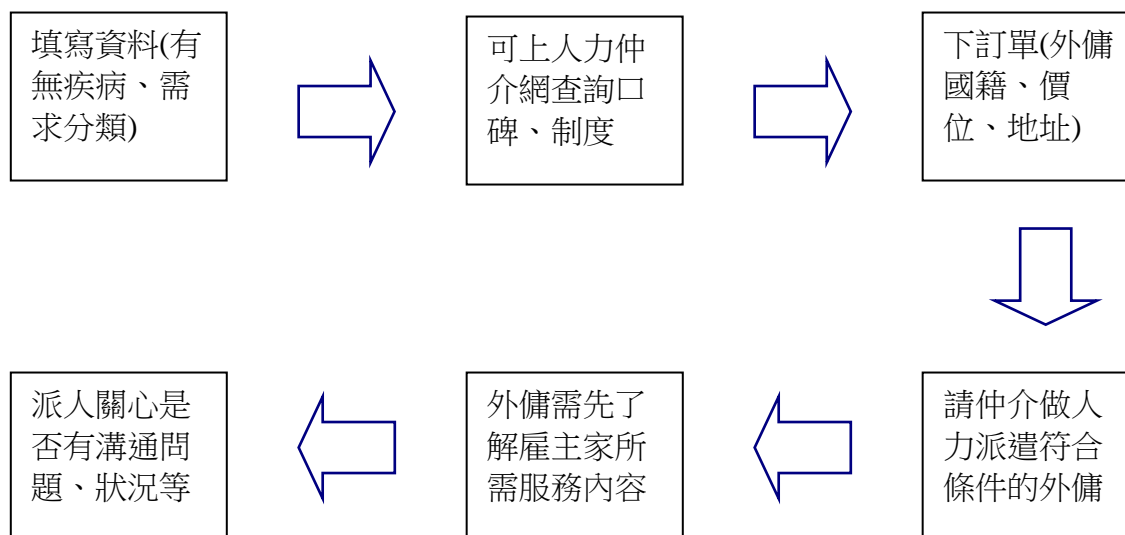 填寫資料(有
無疾病、需
求分類)
可上人力仲
介網查詢口
碑、制度
下訂單(外傭
國籍、價
位、地址)
請仲介做人
力派遣符合
條件的外傭
外傭需先了
解雇主家所
需服務內容
派人關心是
否有溝通問
題、狀況等